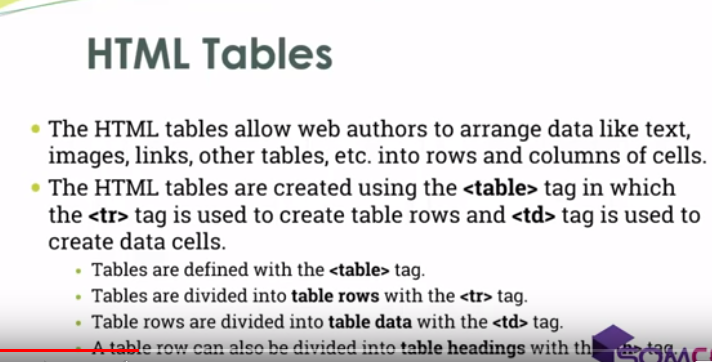 HTML Tables
• The HTML tables allow web authors to arrange data like text,
images, links, other tables, etc. into rows and columns of cells.
• The HTML tables are created using the <table> tag in which
the <tr> tag is used to create table rows and <td> tag is used to
create data cells.
• Tables are defined with the <table> tag.
• Tables are divided into table rows with the <tr> tag.
• Table rows are divided into table data with the <td> tag.
• A table row can also be divided into table headings with